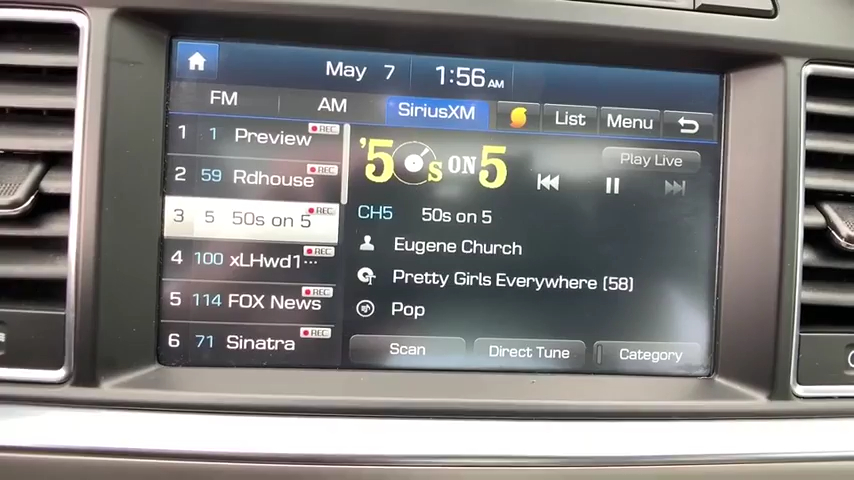 May 7 1:56 AM
FM AM SiriusXM List Menu
1 1 Preview REC
2 59 Rdhouse REC
3 5 50s on 5 REC
4 100 xLHwd1... REC
5 114 FOX News REC
6 71 Sinatra REC
'50s ON 5
Play Live
CH5 50s on 5
Eugene Church
Pretty Girls Everywhere (58)
Pop
Scan Direct Tune Category